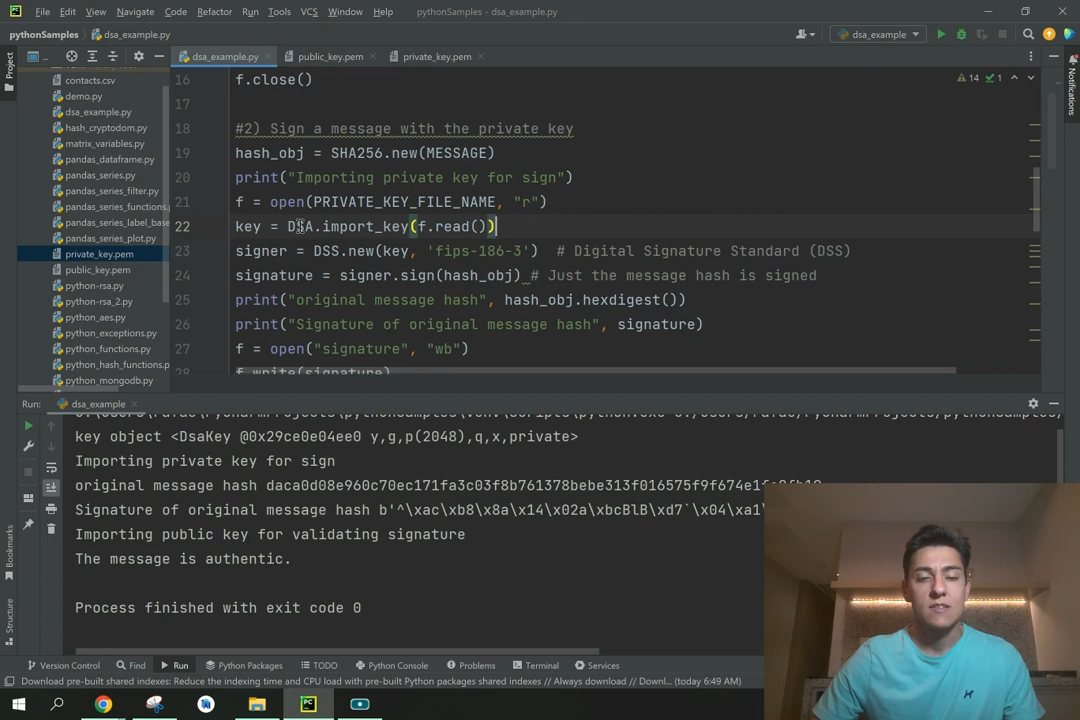 File Edit View Navigate Code Refactor Run Tools VCS Window Help pythonSamples - dsa_example.py
pythonSamples dsa_example.py dsa_example
Project
... dsa_example.py public_key.pem private_key.pem
contacts.csv
demo.py
dsa_example.py
hash_cryptodom.py
matrix_variables.py
pandas_dataframe.py
pandas_series.py
pandas_series_filter.py
pandas_series_functions.
pandas_series_label_base
pandas_series_plot.py
private_key.pem
public_key.pem
python-rsa.py
python-rsa_2.py
python_aes.py
python_exceptions.py
python_functions.py
python_hash_functions.p
python_mongodb.py
14 1
16 f.close()
17
18 #2) Sign a message with the private key
19 hash_obj = SHA256.new(MESSAGE)
20 print("Importing private key for sign")
21 f = open(PRIVATE_KEY_FILE_NAME, "r")
22 key = DSA.import_key(f.read())
23 signer = DSS.new(key, 'fips-186-3') # Digital Signature Standard (DSS)
24 signature = signer.sign(hash_obj) # Just the message hash is signed
25 print("original message hash", hash_obj.hexdigest())
26 print("Signature of original message hash", signature)
27 f = open("signature", "wb")
28 f.write(signature)
Notifications
Run: dsa_example
key object <DsaKey @0x29ce0e04ee0 y,g,p(2048),q,x,private>
Importing private key for sign
original message hash
Signature of original message hash b'^\xac\xb8\x8a\x14\x02a\xbcBlB\xd7`\x04\xa1\
Importing public key for validating signature
The message is authentic.
Process finished with exit code 0
Bookmarks
Structure
Version Control Find Run Python Packages TODO Python Console Problems Terminal Services
Download pre-built shared indexes: Reduce the indexing time and CPU load with pre-built Python packages shared indexes // Always download // Downl... (today 6:49 AM)